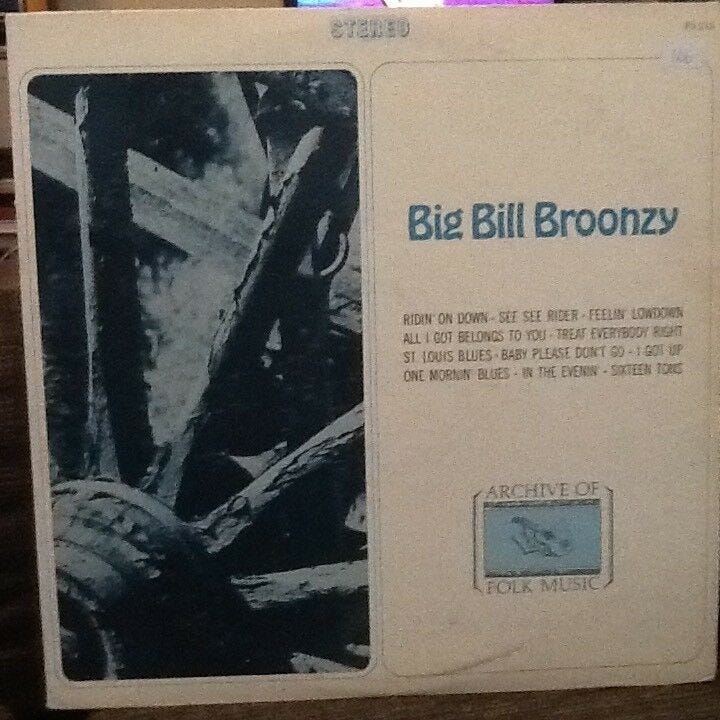 STEREO
Big Bill Broonzy
RIDIN' ON DOWN - SEE SEE RIDER - FEELIN' LOWDOWN
ALL I GOT BELONGS TO YOU - TREAT EVERYBODY RIGHT
ST. LOUIS BLUES - BABY PLEASE DON'T GO - I GOT UP
ONE MORNIN' BLUES - IN THE EVENIN' - SIXTEEN TONS
ARCHIVE OF
FOLK MUSIC